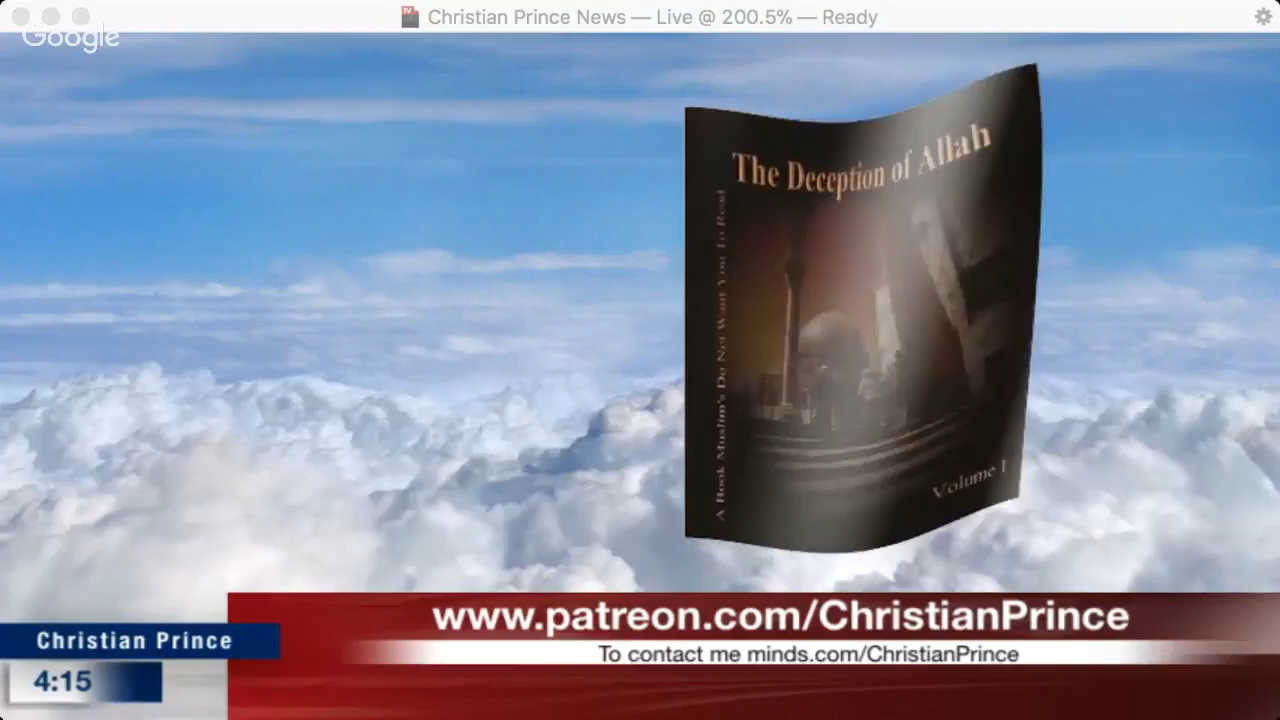 Christian Prince News — Live @ 200.5% — Ready
Google
The Deception of Allah
A Book Muslim's Do Not Want You To Read
Volume I
www.patreon.com/ChristianPrince
To contact me minds.com/ChristianPrince
Christian Prince
4:15